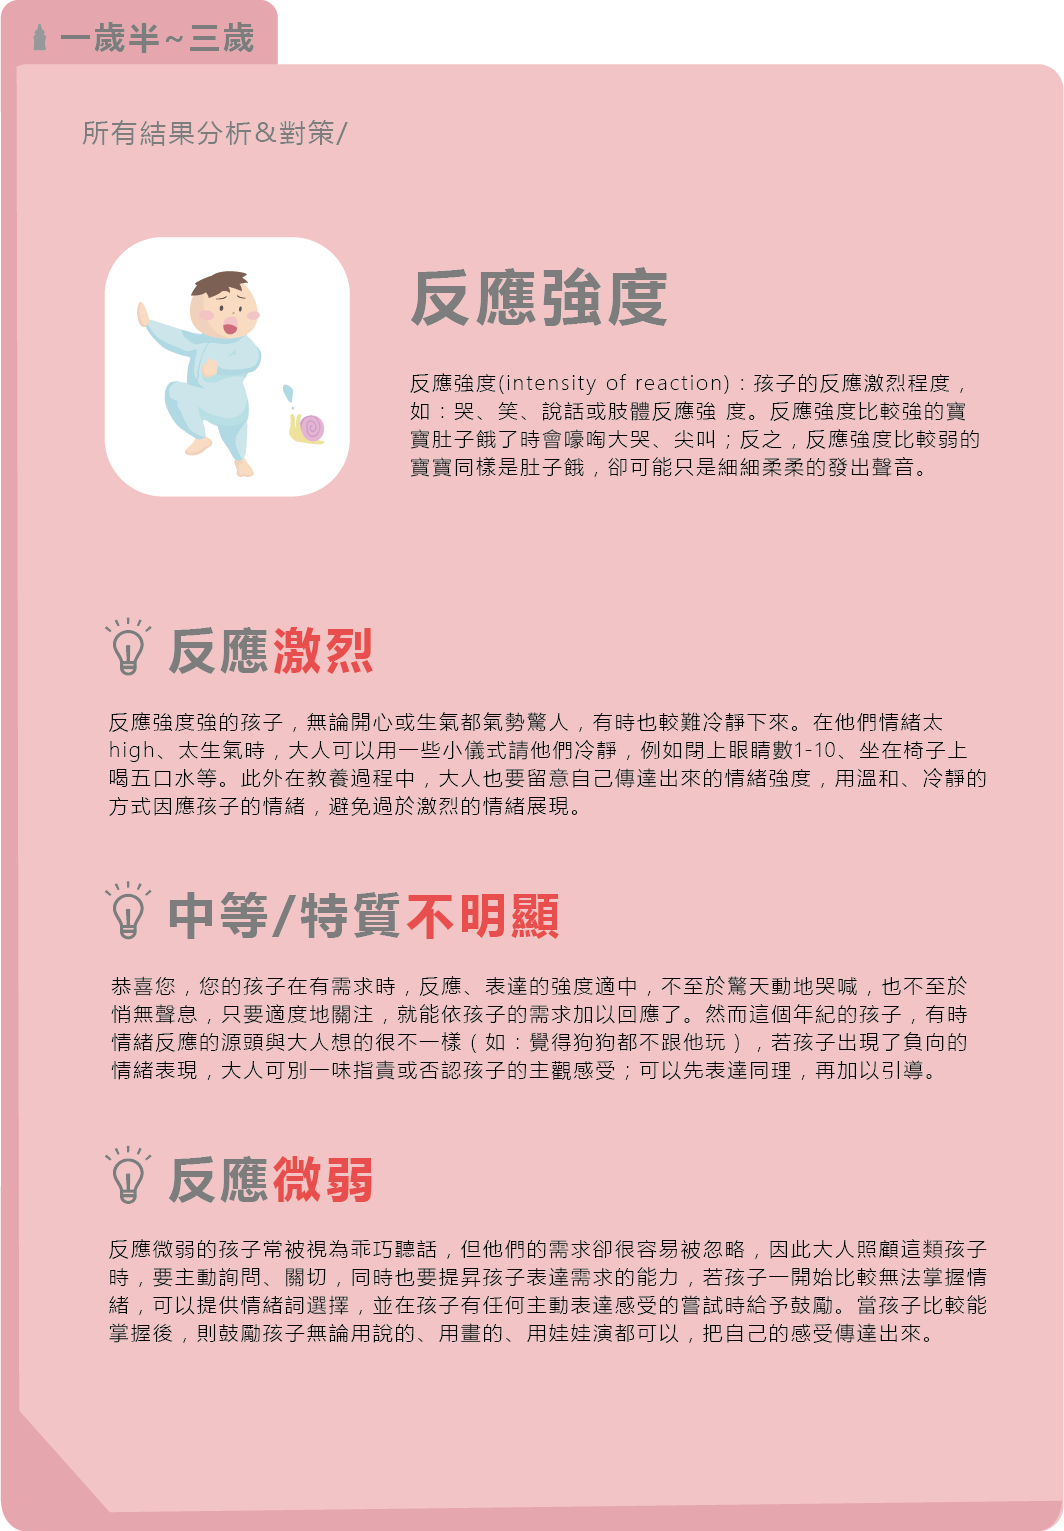 一歲半~三歲
所有結果分析&對策/
反應強度
反應強度(intensity of reaction)：孩子的反應激烈程度，
如：哭、笑、說話或肢體反應強 度。反應強度比較強的寶
寶肚子餓了時會嚎啕大哭、尖叫；反之，反應強度比較弱的
寶寶同樣是肚子餓，卻可能只是細細柔柔的發出聲音。
反應激烈
反應強度強的孩子，無論開心或生氣都氣勢驚人，有時也較難冷靜下來。在他們情緒太
high、太生氣時，大人可以用一些小儀式請他們冷靜，例如閉上眼睛數1-10、坐在椅子上
喝五口水等。此外在教養過程中，大人也要留意自己傳達出來的情緒強度，用溫和、冷靜的
方式因應孩子的情緒，避免過於激烈的情緒展現。
中等/特質不明顯
恭喜您，您的孩子在有需求時，反應、表達的強度適中，不至於驚天動地哭喊，也不至於
悄無聲息，只要適度地關注，就能依孩子的需求加以回應了。然而這個年紀的孩子，有時
情緒反應的源頭與大人想的很不一樣（如：覺得狗狗都不跟他玩），若孩子出現了負向的
情緒表現，大人可別一味指責或否認孩子的主觀感受；可以先表達同理，再加以引導。
反應微弱
反應微弱的孩子常被視為乖巧聽話，但他們的需求卻很容易被忽略，因此大人照顧這類孩子
時，要主動詢問、關切，同時也要提昇孩子表達需求的能力，若孩子一開始比較無法掌握情
緒，可以提供情緒詞選擇，並在孩子有任何主動表達感受的嘗試時給予鼓勵。當孩子比較能
掌握後，則鼓勵孩子無論用說的、用畫的、用娃娃演都可以，把自己的感受傳達出來。